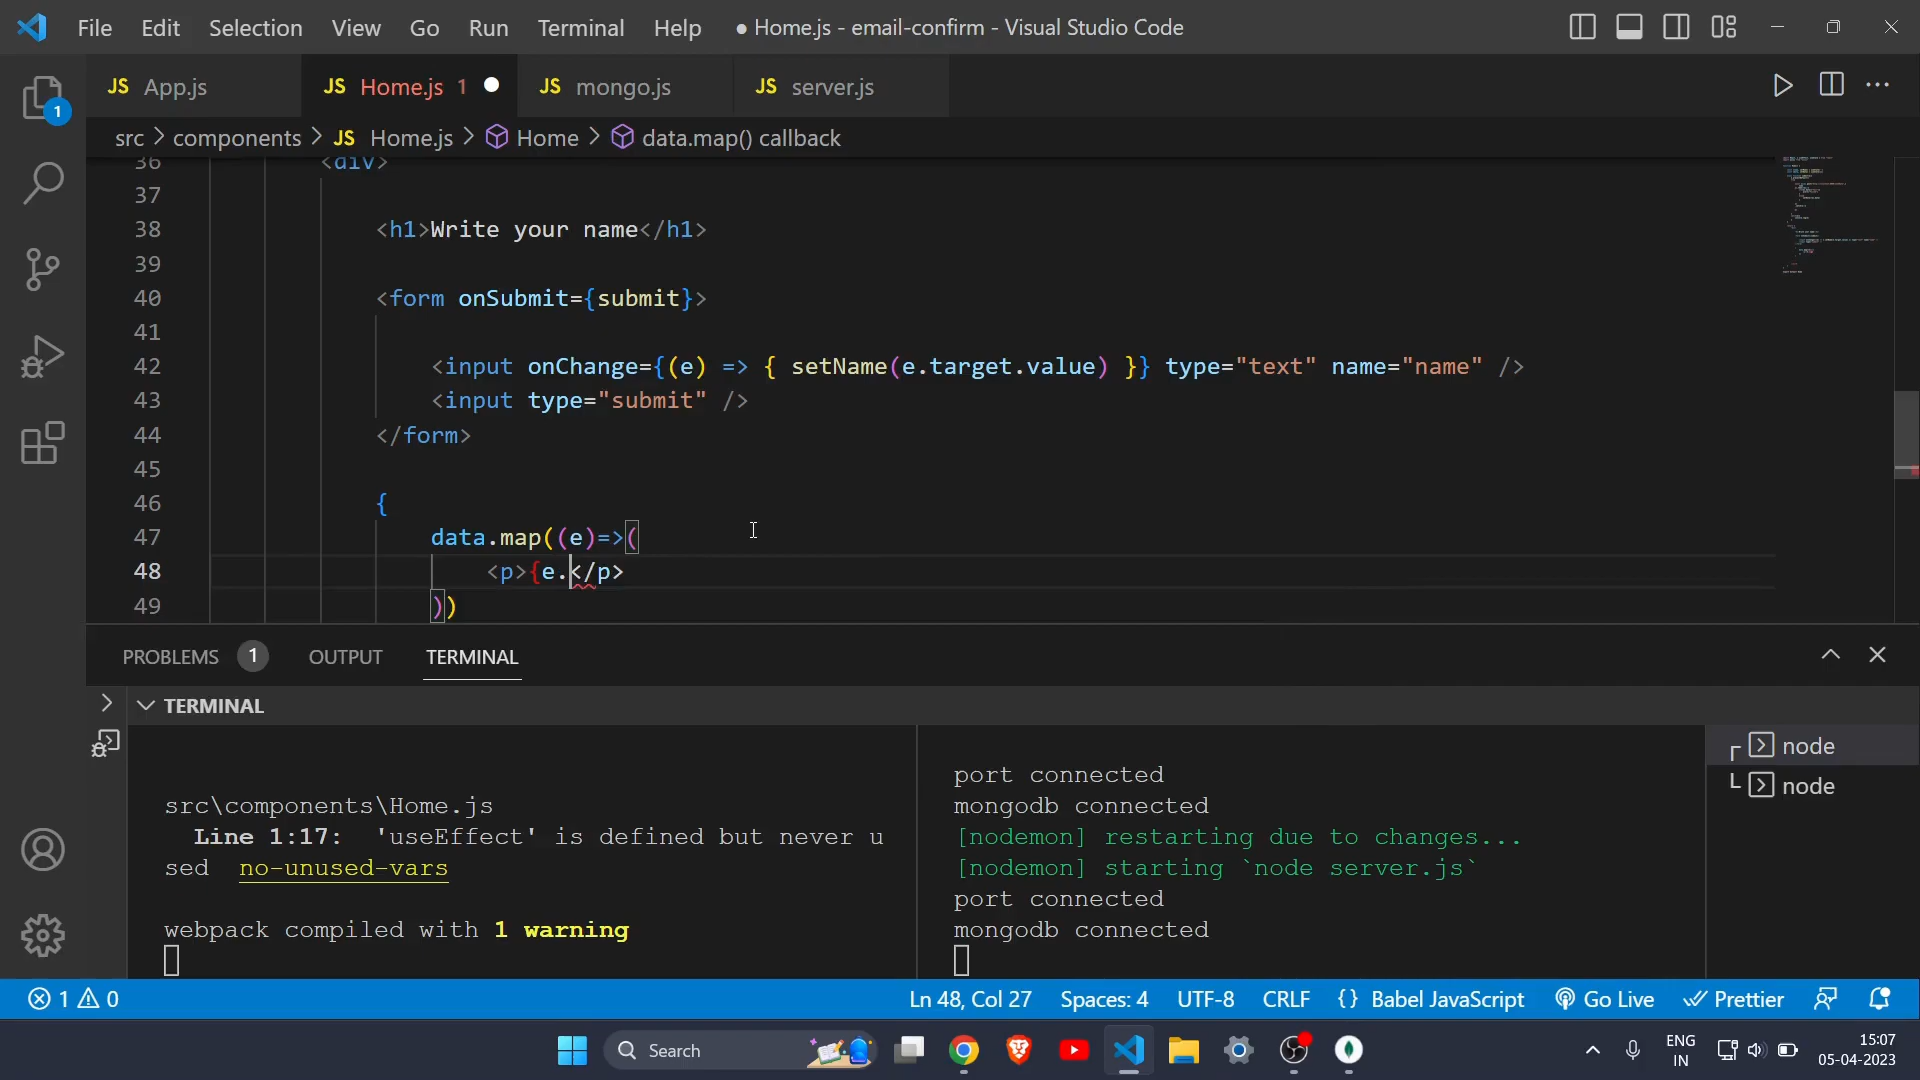 File Edit Selection View Go Run Terminal Help ● Home.js - email-confirm - Visual Studio Code
JS App.js JS Home.js 1 JS mongo.js JS server.js
1
src > components > JS Home.js > Home > data.map() callback
36 <div>
37
38 <h1>Write your name</h1>
39
40 <form onSubmit={submit}>
41
42 <input onChange={(e) => { setName(e.target.value) }} type="text" name="name" />
43 <input type="submit" />
44 </form>
45
46 {
47 data.map((e)=>(
48 <p>{e.</p>
49 ))
PROBLEMS 1 OUTPUT TERMINAL
TERMINAL
src\components\Home.js
Line 1:17: 'useEffect' is defined but never u
sed no-unused-vars
webpack compiled with 1 warning
port connected
mongodb connected
[nodemon] restarting due to changes...
[nodemon] starting `node server.js`
port connected
mongodb connected
node
node
1 0 Ln 48, Col 27 Spaces: 4 UTF-8 CRLF {} Babel JavaScript Go Live Prettier
Search
ENG
IN
15:07
05-04-2023